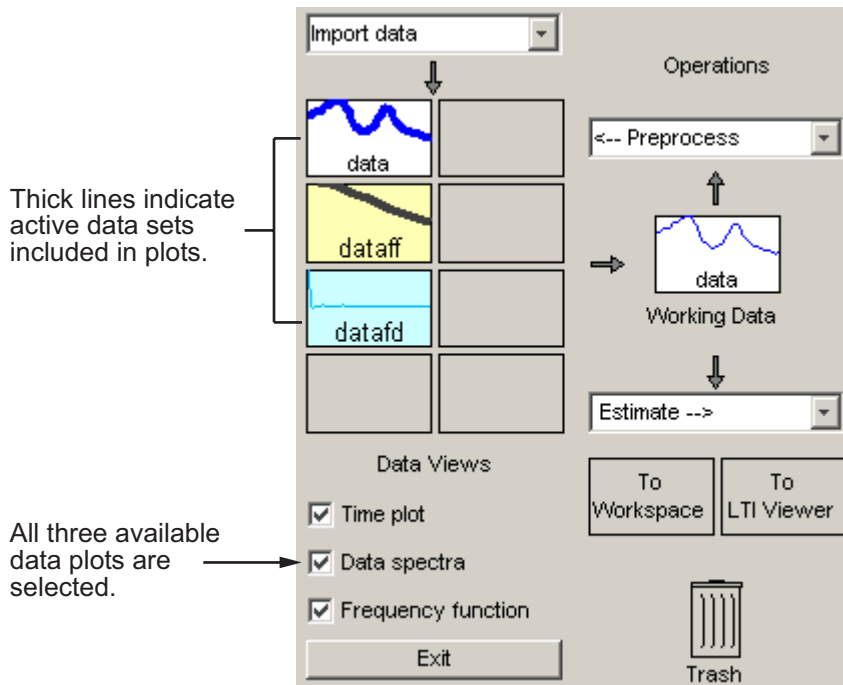 Import data
Operations
data
<-- Preprocess
Thick lines indicate
active data sets
included in plots.
dataff
data
Working Data
datafd
Estimate -->
Data Views
To
Workspace
To
LTI Viewer
Time plot
All three available
data plots are
selected.
Data spectra
Frequency function
Exit
Trash